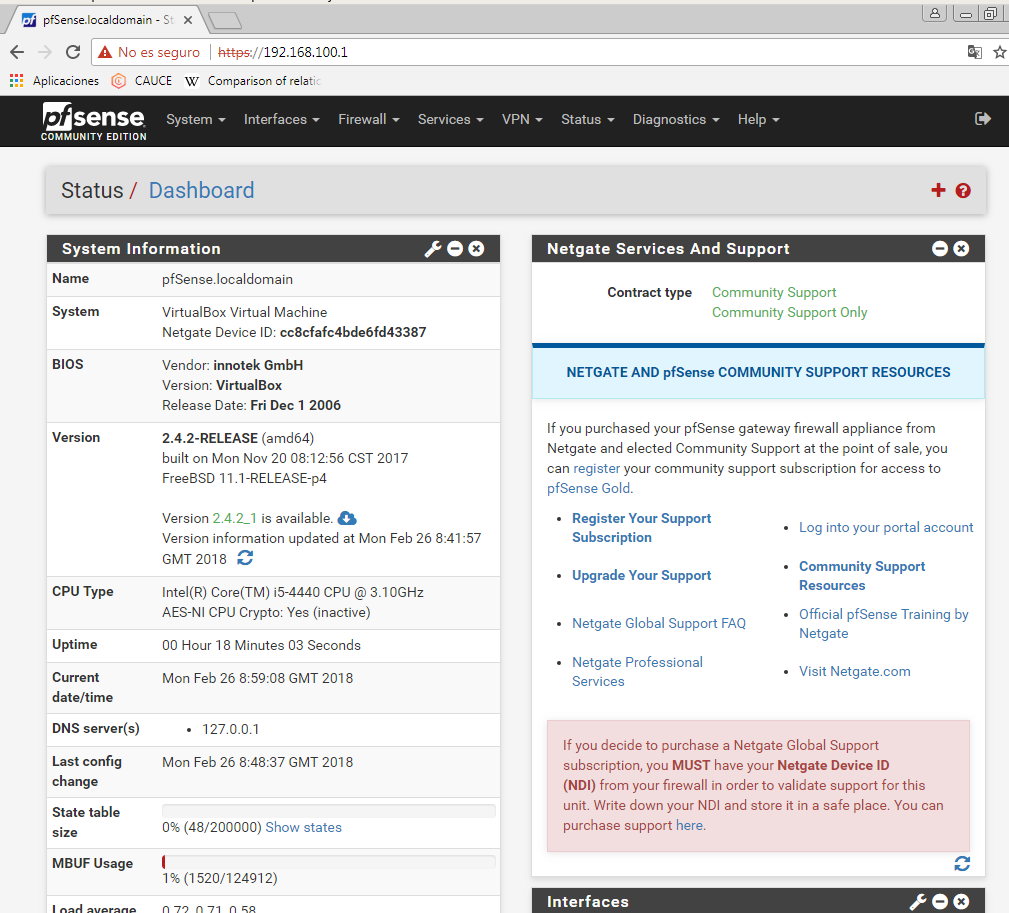 pfSense.localdomain - St
No es seguro https://192.168.100.1
Aplicaciones CAUCE W Comparison of relatio
pfsense
COMMUNITY EDITION
System Interfaces Firewall Services VPN Status Diagnostics Help
Status / Dashboard
System Information
Name pfSense.localdomain
System VirtualBox Virtual Machine
Netgate Device ID: cc8cfafc4bde6fd43387
BIOS Vendor: innotek GmbH
Version: VirtualBox
Release Date: Fri Dec 1 2006
Version 2.4.2-RELEASE (amd64)
built on Mon Nov 20 08:12:56 CST 2017
FreeBSD 11.1-RELEASE-p4
Version 2.4.2_1 is available.
Version information updated at Mon Feb 26 8:41:57
GMT 2018
CPU Type Intel(R) Core(TM) i5-4440 CPU @ 3.10GHz
AES-NI CPU Crypto: Yes (inactive)
Uptime 00 Hour 18 Minutes 03 Seconds
Current
date/time
Mon Feb 26 8:59:08 GMT 2018
DNS server(s) • 127.0.0.1
Last config
change
Mon Feb 26 8:48:37 GMT 2018
State table
size
0% (48/200000) Show states
MBUF Usage
1% (1520/124912)
Load average 0.72, 0.71, 0.58
Netgate Services And Support
Contract type Community Support
Community Support Only
NETGATE AND pfSense COMMUNITY SUPPORT RESOURCES
If you purchased your pfSense gateway firewall appliance from
Netgate and elected Community Support at the point of sale, you
can register your community support subscription for access to
pfSense Gold.
• Register Your Support
Subscription
• Upgrade Your Support
• Netgate Global Support FAQ
• Netgate Professional
Services
• Log into your portal account
• Community Support
Resources
• Official pfSense Training by
Netgate
• Visit Netgate.com
If you decide to purchase a Netgate Global Support
subscription, you MUST have your Netgate Device ID
(NDI) from your firewall in order to validate support for this
unit. Write down your NDI and store it in a safe place. You can
purchase support here.
Interfaces